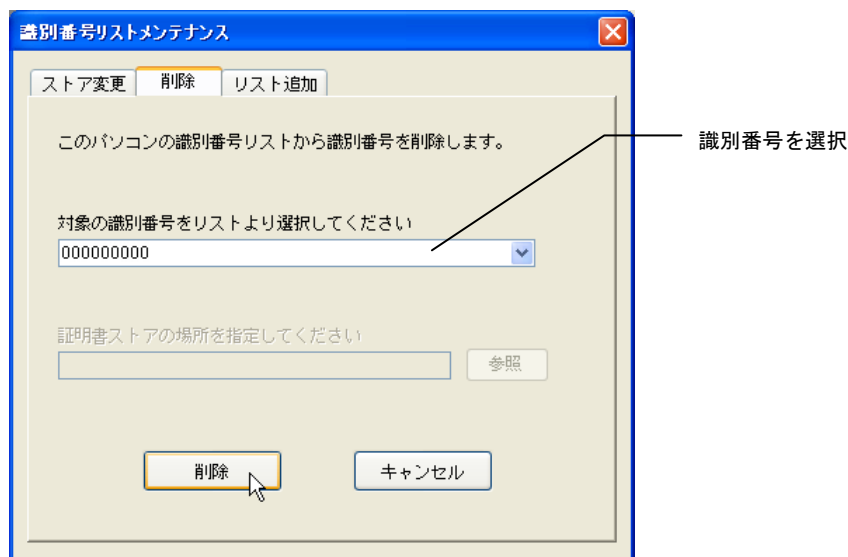 識別番号リストメンテナンス
ストア変更 削除 リスト追加
このパソコンの識別番号リストから識別番号を削除します。
識別番号を選択
対象の識別番号をリストより選択してください
000000000
証明書ストアの場所を指定してください
参照
削除 キャンセル